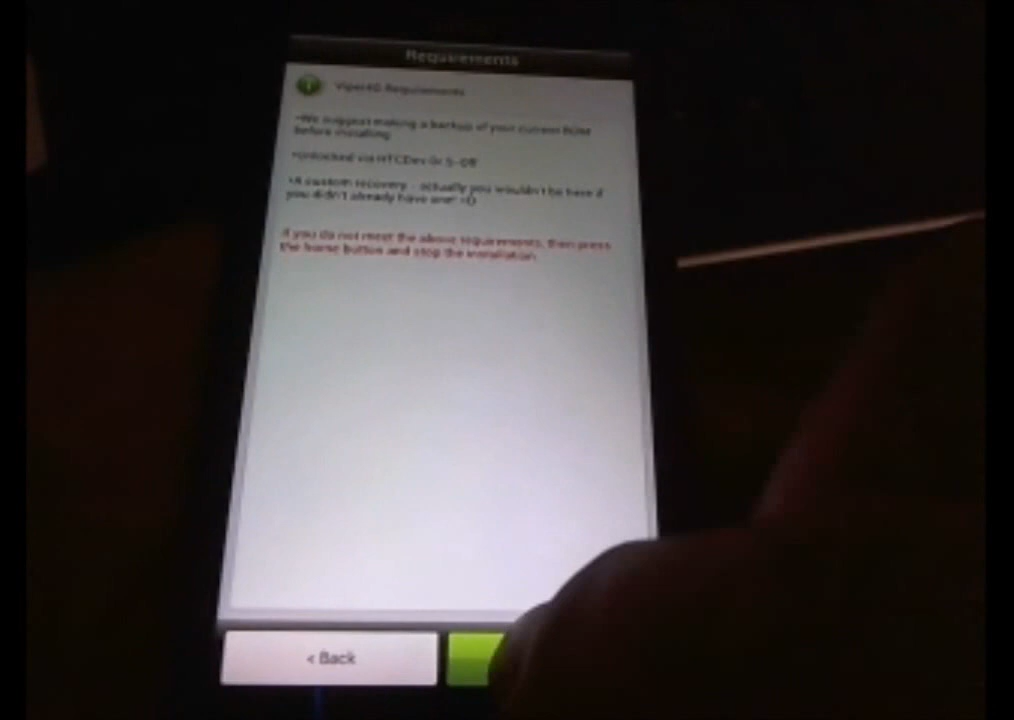 Requirements
Viper4G Requirements
•We suggest making a backup of your current ROM
before installing
•Unlocked via HTCDev Or S-Off
•A custom recovery - actually you wouldn't be here if
you didn't already have one" =D
If you do not meet the above requirements, then press
the home button and stop the installation.
< Back